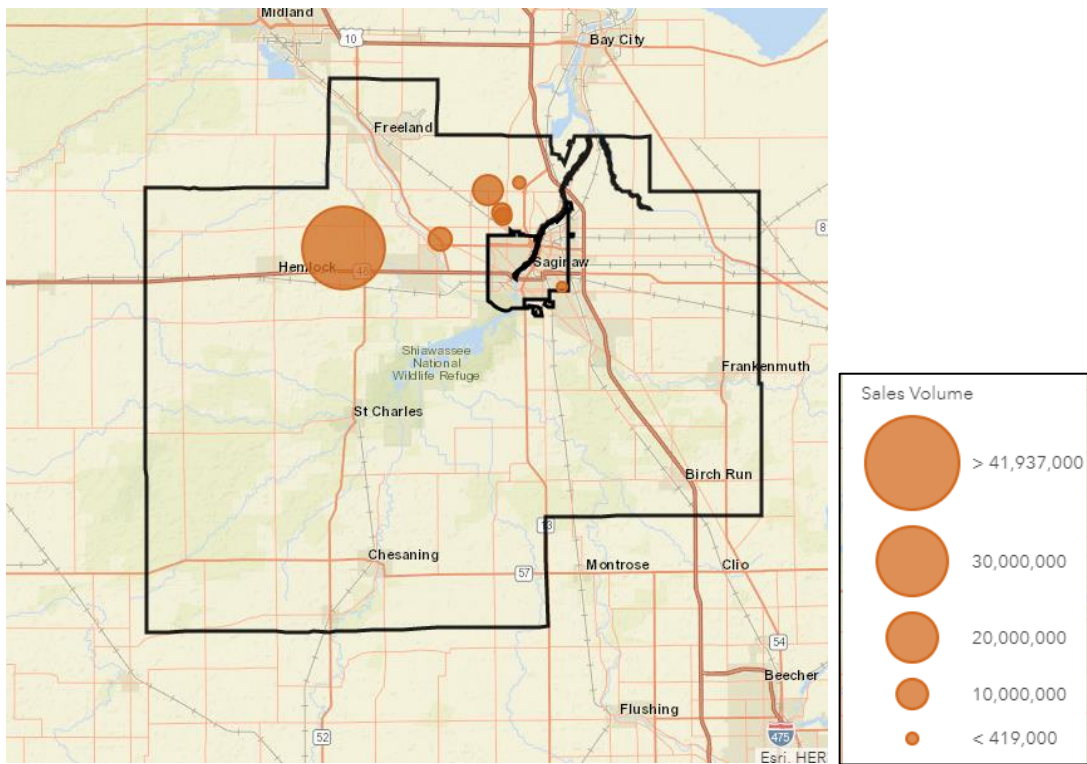 Midland
10
Bay City
Freeland
8
Hemlock
46
Saginaw
Shiawassee
National
Wildlife Refuge
Frankenmuth
St Charles
Birch Run
13
Chesaning
57
Montrose
Clio
54
Beecher
Flushing
52
475
Esri, HER
Sales Volume
> 41,937,000
30,000,000
20,000,000
10,000,000
< 419,000